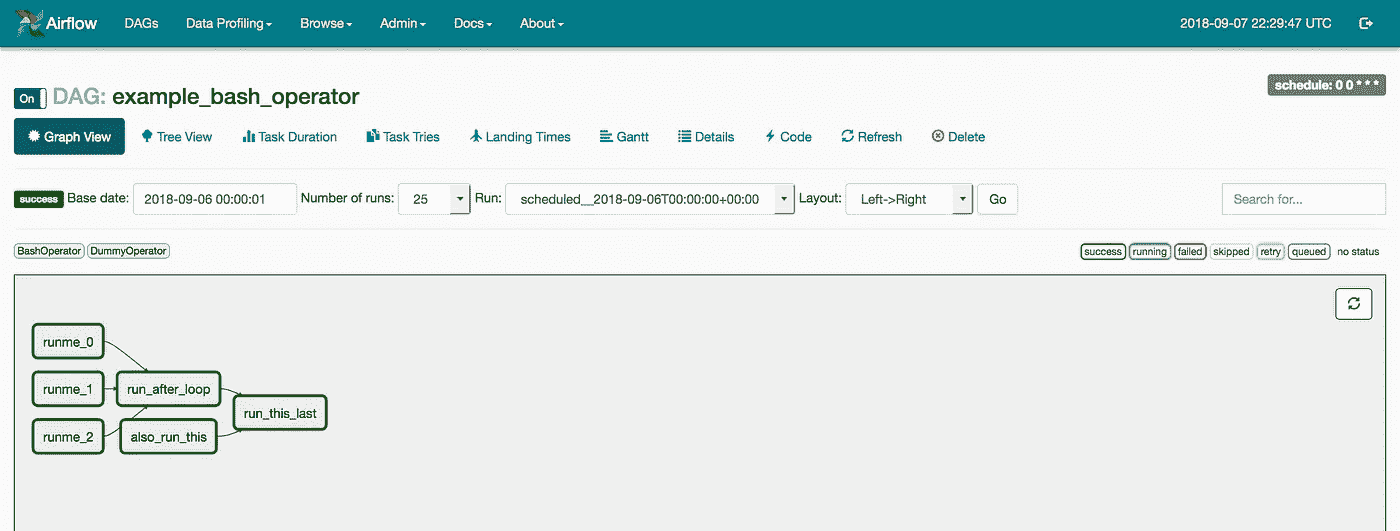 Airflow DAGs Data Profiling Browse Admin Docs About 2018-09-07 22:29:47 UTC
schedule: 0 0 * * *
On DAG: example_bash_operator
Graph View Tree View Task Duration Task Tries Landing Times Gantt Details Code Refresh Delete
success Base date: 2018-09-06 00:00:01 Number of runs: 25 Run: scheduled__2018-09-06T00:00:00+00:00 Layout: Left->Right Go Search for...
BashOperator DummyOperator success running failed skipped retry queued no status
runme_0
runme_1 run_after_loop
run_this_last
runme_2 also_run_this